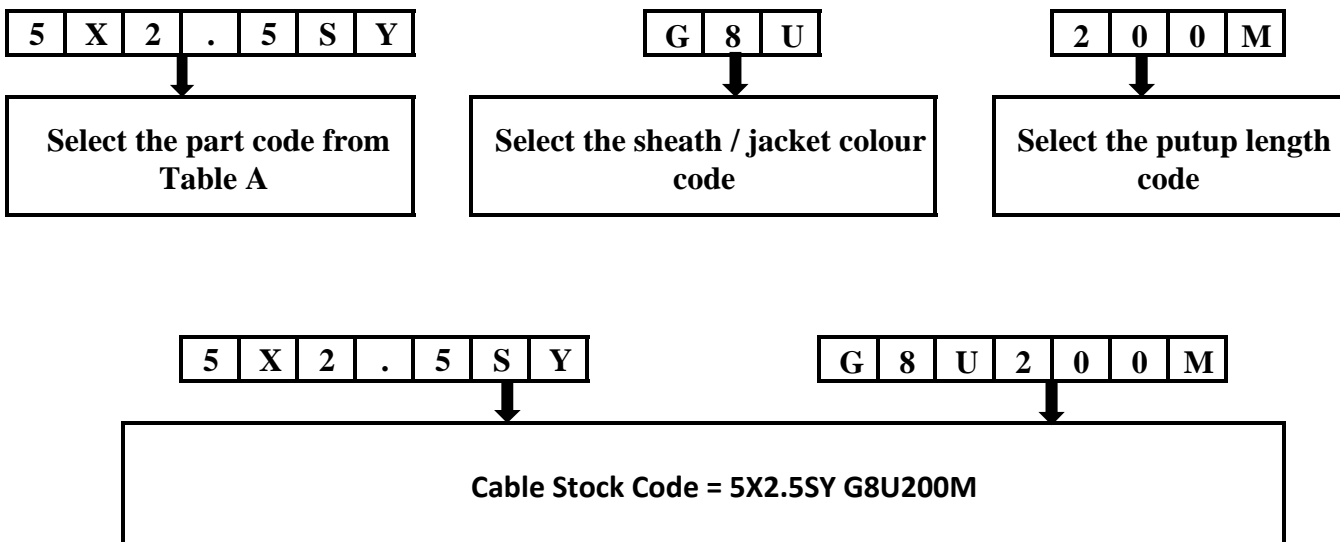 5 X 2 . 5 S Y
G 8 U
2 0 0 M
Select the part code from
Table A
Select the sheath / jacket colour
code
Select the putup length
code
5 X 2 . 5 S Y
G 8 U 2 0 0 M
Cable Stock Code = 5X2.5SY G8U200M